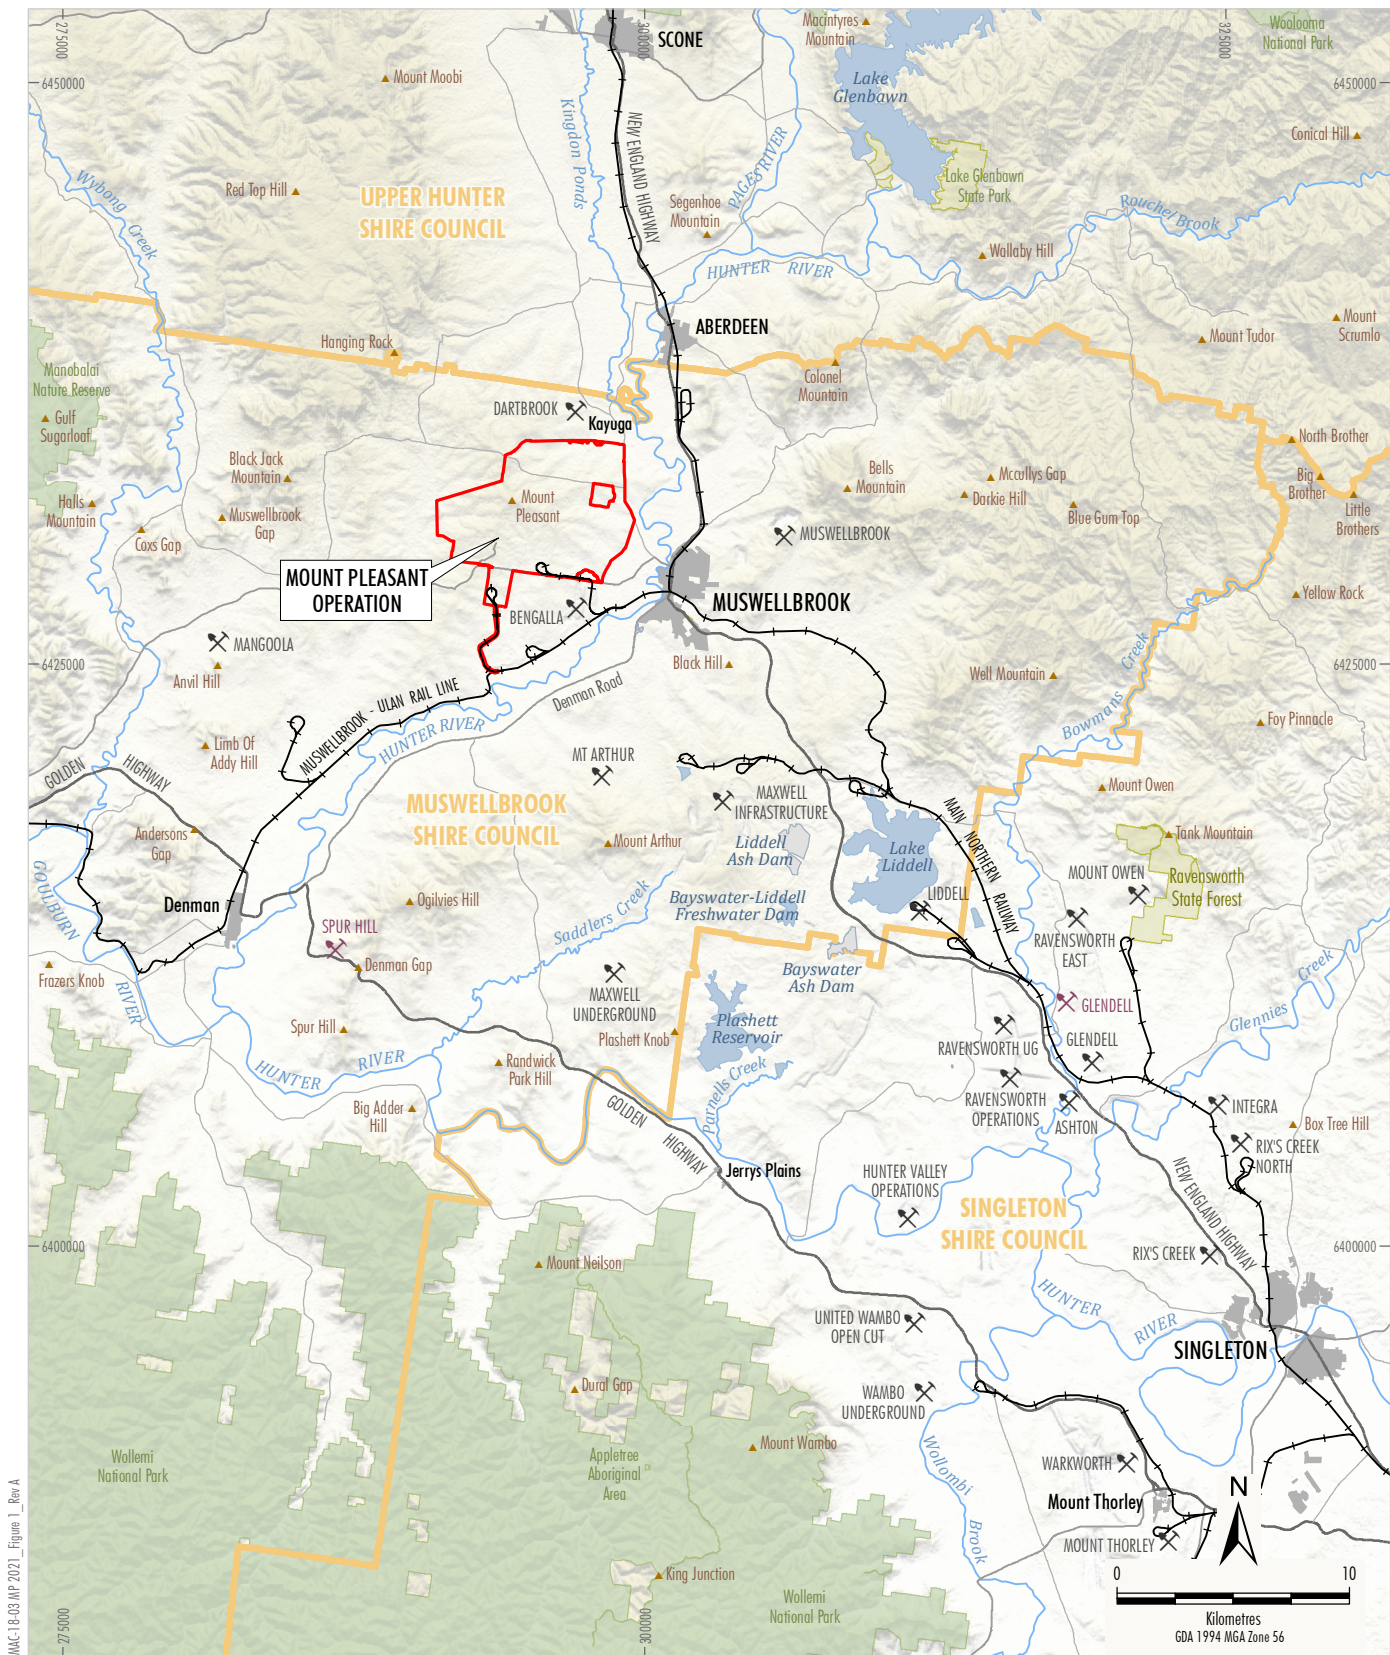 275000
300000
325000
SCONE
Macintyres
Mountain
Woolooma
National Park
6450000
Mount Moobi
Lake
Glenbawn
6450000
Kingdon Ponds
NEW ENGLAND HIGHWAY
PAGES RIVER
Conical Hill
Wybong Creek
Red Top Hill
UPPER HUNTER
SHIRE COUNCIL
Segenhoe
Mountain
Lake Glenbawn
State Park
Rouchel Brook
Wallaby Hill
HUNTER RIVER
ABERDEEN
Mount
Scrumlo
Mount Tudor
Hanging Rock
Manobalai
Nature Reserve
Colonel
Mountain
Gulf
Sugarloaf
DARTBROOK
Kayuga
North Brother
Black Jack
Mountain
Bells
Mountain
Mccullys Gap
Big
Brother
Darkie Hill
Halls
Mountain
Mount
Pleasant
Blue Gum Top
Little
Brothers
Muswellbrook
Gap
Coxs Gap
MUSWELLBROOK
MOUNT PLEASANT
OPERATION
Yellow Rock
MUSWELLBROOK
BENGALLA
MANGOOLA
6425000
6425000
Anvil Hill
Black Hill
Well Mountain
Bowmans Creek
MUSWELLBROOK - ULAN RAIL LINE
Denman Road
HUNTER RIVER
Foy Pinnacle
Limb Of
Addy Hill
GOLDEN HIGHWAY
MT ARTHUR
MAXWELL
INFRASTRUCTURE
Mount Owen
MUSWELLBROOK
SHIRE COUNCIL
MAIN NORTHERN RAILWAY
Andersons
Gap
Mount Arthur
Liddell
Ash Dam
Lake
Liddell
Tank Mountain
MOUNT OWEN
Ravensworth
State Forest
GOULBURN RIVER
Denman
Ogilvies Hill
Saddlers Creek
Bayswater-Liddell
Freshwater Dam
LIDDELL
SPUR HILL
RAVENSWORTH
EAST
Denman Gap
Frazers Knob
Bayswater
Ash Dam
Glennies Creek
MAXWELL
UNDERGROUND
GLENDELL
Spur Hill
Plashett Knob
Plashett
Reservoir
RAVENSWORTH UG
GLENDELL
HUNTER RIVER
Randwick
Park Hill
Parnells Creek
RAVENSWORTH
OPERATIONS
Big Adder
Hill
GOLDEN HIGHWAY
ASHTON
INTEGRA
Box Tree Hill
RIX'S CREEK
NORTH
Jerrys Plains
HUNTER VALLEY
OPERATIONS
NEW ENGLAND HIGHWAY
SINGLETON
SHIRE COUNCIL
6400000
6400000
RIX'S CREEK
Mount Neilson
HUNTER RIVER
UNITED WAMBO
OPEN CUT
SINGLETON
Dural Gap
WAMBO
UNDERGROUND
Wollombi Brook
Mount Wambo
Wollemi
National Park
Appletree
Aboriginal
Area
WARKWORTH
Mount Thorley
N
MOUNT THORLEY
King Junction
Wollemi
National Park
0 10
Kilometres
GDA 1994 MGA Zone 56
275000
300000
MAC-18-03 MP 2021_Figure 1_Rev A